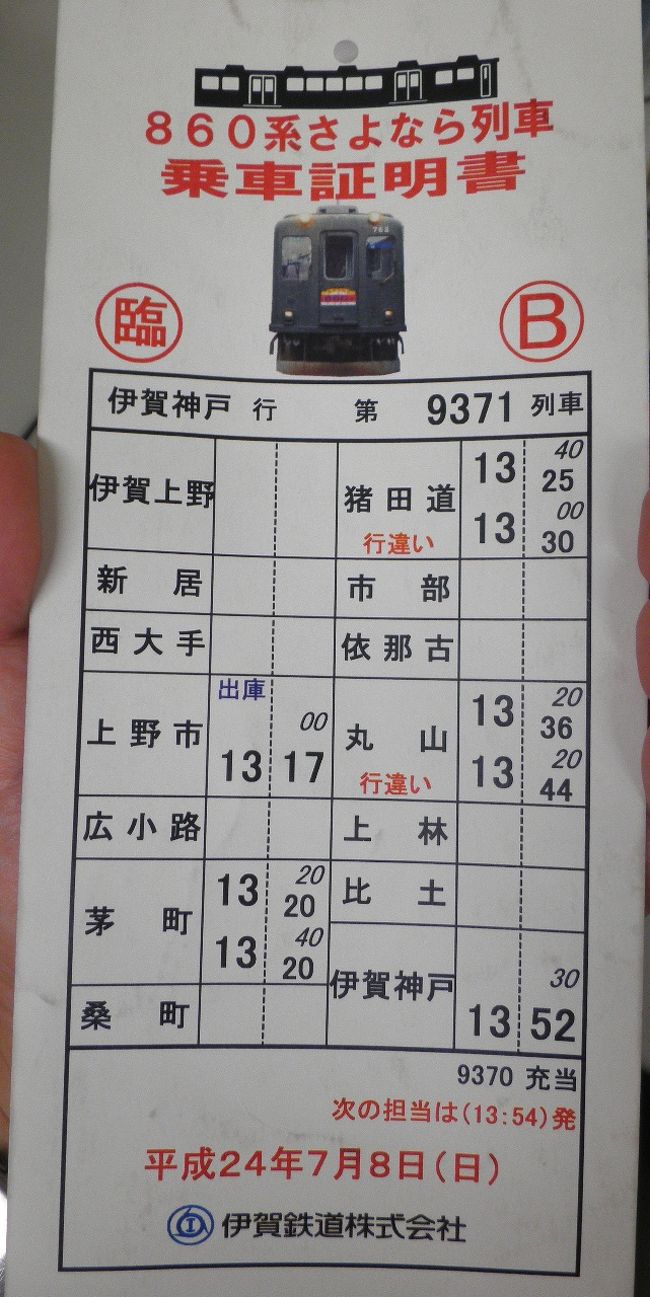 860系さよなら列車
乗車証明書
768
臨
B
伊賀神戸 行 第 9371 列車
伊賀上野
新居
西大手
上野市 出庫 13 17 00
広小路
茅町 13 20 20
13 20 40
桑町
猪田道 13 25 40
行違い 13 30 00
市部
依那古
丸山 13 36 20
行違い 13 44 20
上林
比土
伊賀神戸 13 52 30
9370 充当
次の担当は(13:54)発
平成24年7月8日(日)
伊賀鉄道株式会社